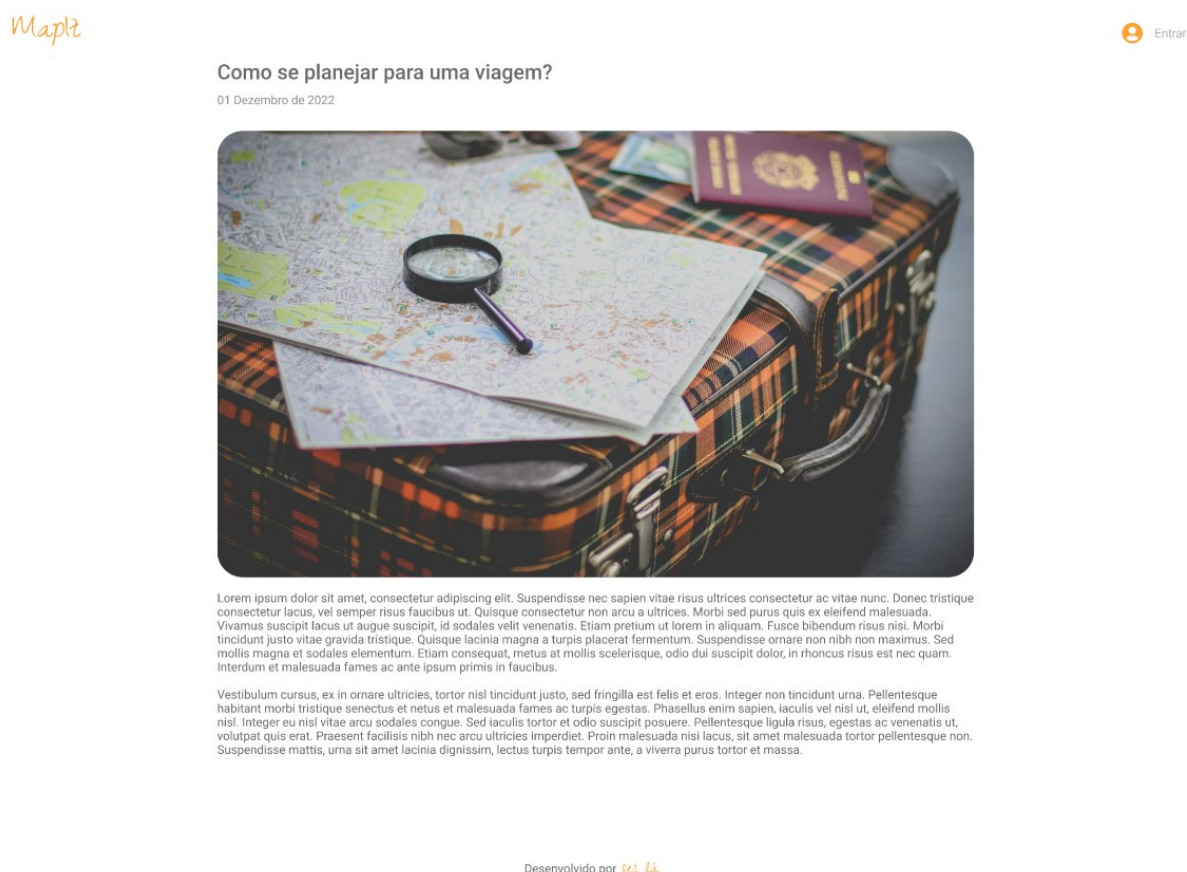 MapIt
Entrar
Como se planejar para uma viagem?
01 Dezembro de 2022
Lorem ipsum dolor sit amet, consectetur adipiscing elit. Suspendisse nec sapien vitae risus ultrices consectetur ac vitae nunc. Donec tristique
consectetur lacus, vel semper risus faucibus ut. Quisque consectetur non arcu a ultrices. Morbi sed purus quis ex eleifend malesuada.
Vivamus suscipit lacus ut augue suscipit, id sodales velit venenatis. Etiam pretium ut lorem in aliquam. Fusce bibendum risus nisi. Morbi
tincidunt justo vitae gravida tristique. Quisque lacinia magna a turpis placerat fermentum. Suspendisse ornare non nibh non maximus. Sed
mollis magna et sodales elementum. Etiam consequat, metus at mollis scelerisque, odio dui suscipit dolor, in rhoncus risus est nec quam.
Interdum et malesuada fames ac ante ipsum primis in faucibus.
Vestibulum cursus, ex in ornare ultricies, tortor nisl tincidunt justo, sed fringilla est felis et eros. Integer non tincidunt urna. Pellentesque
habitant morbi tristique senectus et netus et malesuada fames ac turpis egestas. Phasellus enim sapien, iaculis vel nisl ut, eleifend mollis
nisl. Integer eu nisl vitae arcu sodales congue. Sed iaculis tortor et odio suscipit posuere. Pellentesque ligula risus, egestas ac venenatis ut,
volutpat quis erat. Praesent facilisis nibh nec arcu ultricies imperdiet. Proin malesuada nisi lacus, sit amet malesuada tortor pellentesque non.
Suspendisse mattis, urna sit amet lacinia dignissim, lectus turpis tempor ante, a viverra purus tortor et massa.
Desenvolvido por sei lá